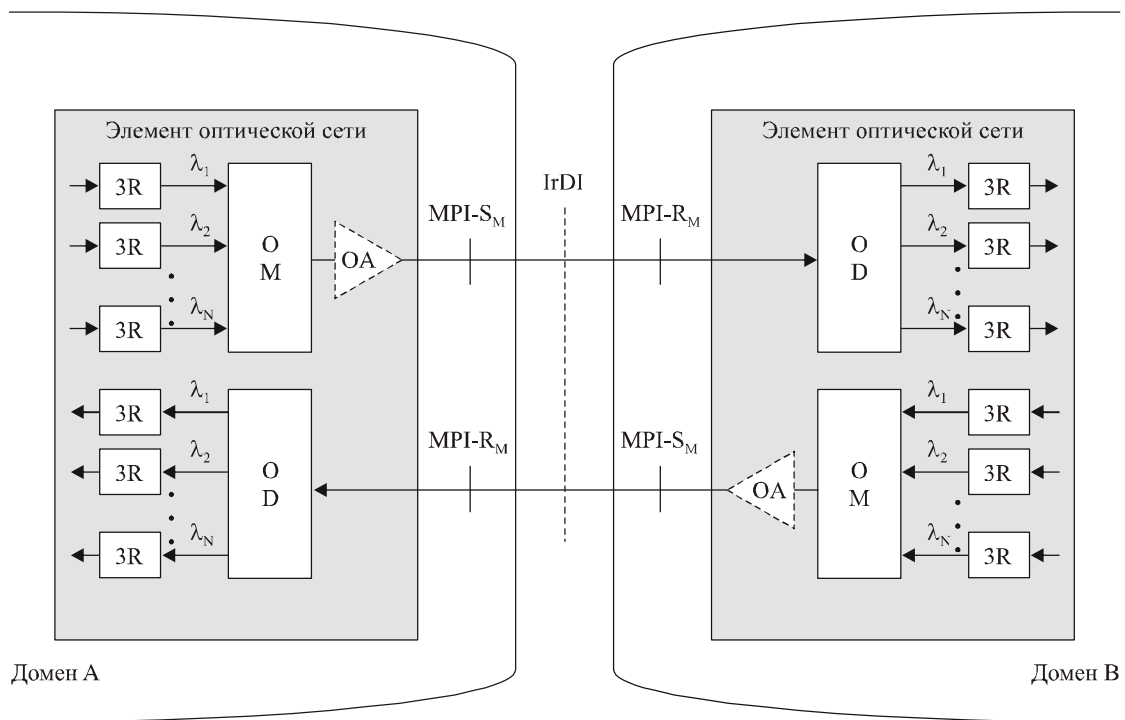 Элемент оптической сети
3R
λ1
3R
λ2
3R
λN
O
M
OA
3R
λ1
3R
λ2
3R
λN
O
D
MPI-SM
IrDI
MPI-RM
MPI-RM
MPI-SM
Элемент оптической сети
O
D
λ1
3R
λ2
3R
λN
3R
OA
O
M
λ1
3R
λ2
3R
λN
3R
Домен A
Домен B